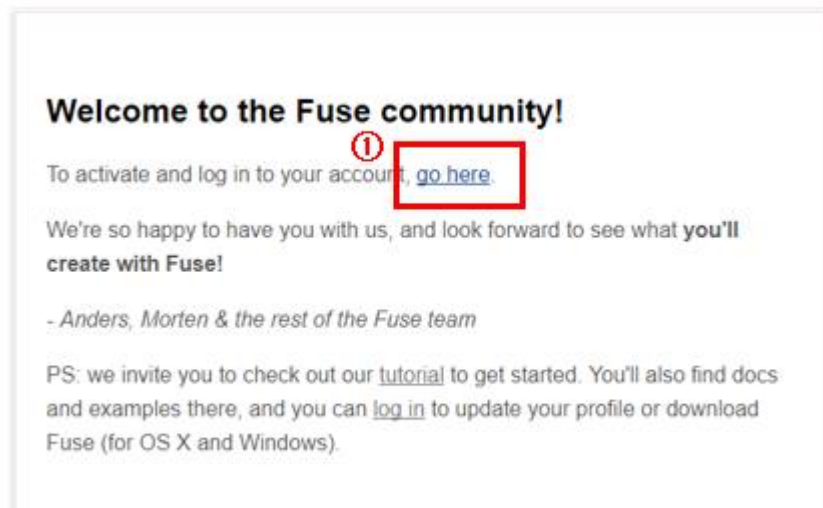 Welcome to the Fuse community!
①
To activate and log in to your account, go here.
We're so happy to have you with us, and look forward to see what you'll
create with Fuse!
- Anders, Morten & the rest of the Fuse team
PS: we invite you to check out our tutorial to get started. You'll also find docs
and examples there, and you can log in to update your profile or download
Fuse (for OS X and Windows).